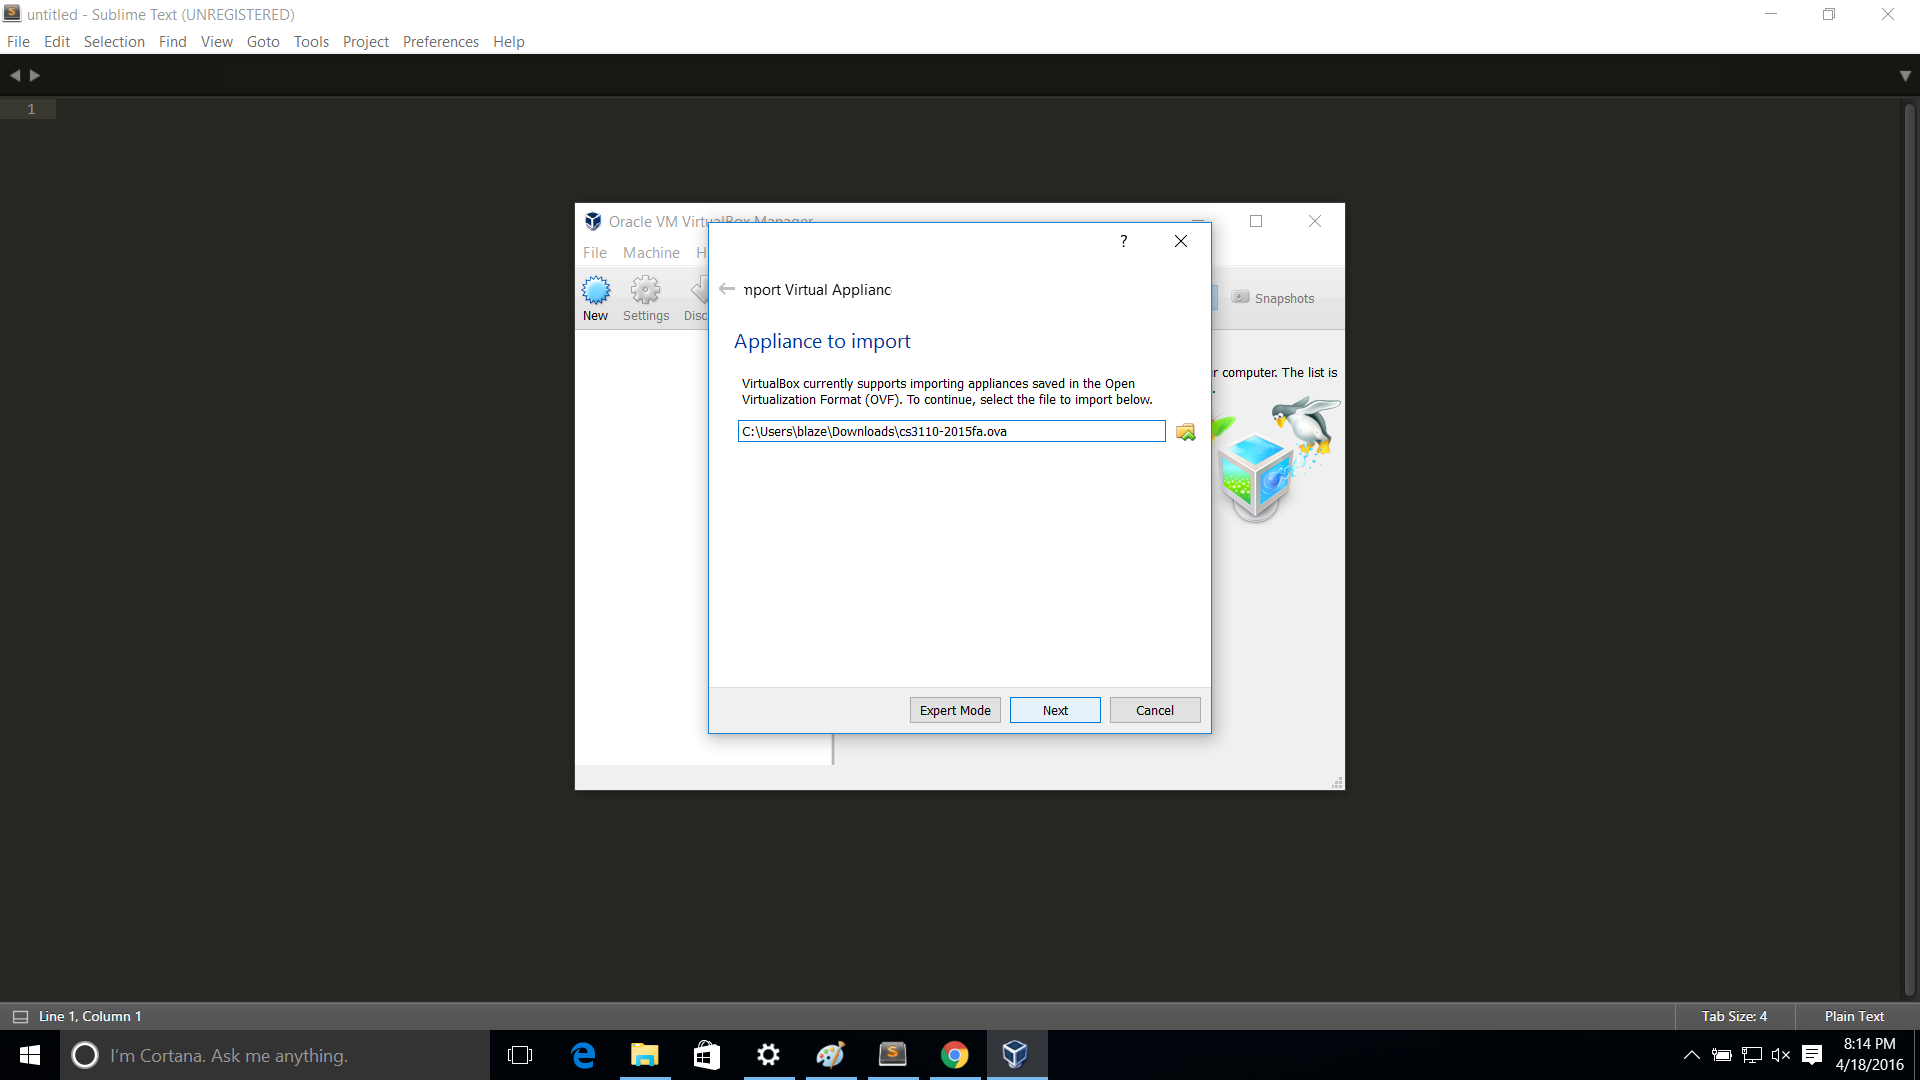 untitled - Sublime Text (UNREGISTERED)
File Edit Selection Find View Goto Tools Project Preferences Help
1
Oracle VM VirtualBox Manager
File Machine H
New Settings Disc
Snapshots
?
mport Virtual Applianc
Appliance to import
VirtualBox currently supports importing appliances saved in the Open
Virtualization Format (OVF). To continue, select the file to import below.
C:\Users\blaze\Downloads\cs3110-2015fa.ova
r computer. The list is
Expert Mode Next Cancel
Line 1, Column 1
Tab Size: 4 Plain Text
I'm Cortana. Ask me anything.
8:14 PM
4/18/2016